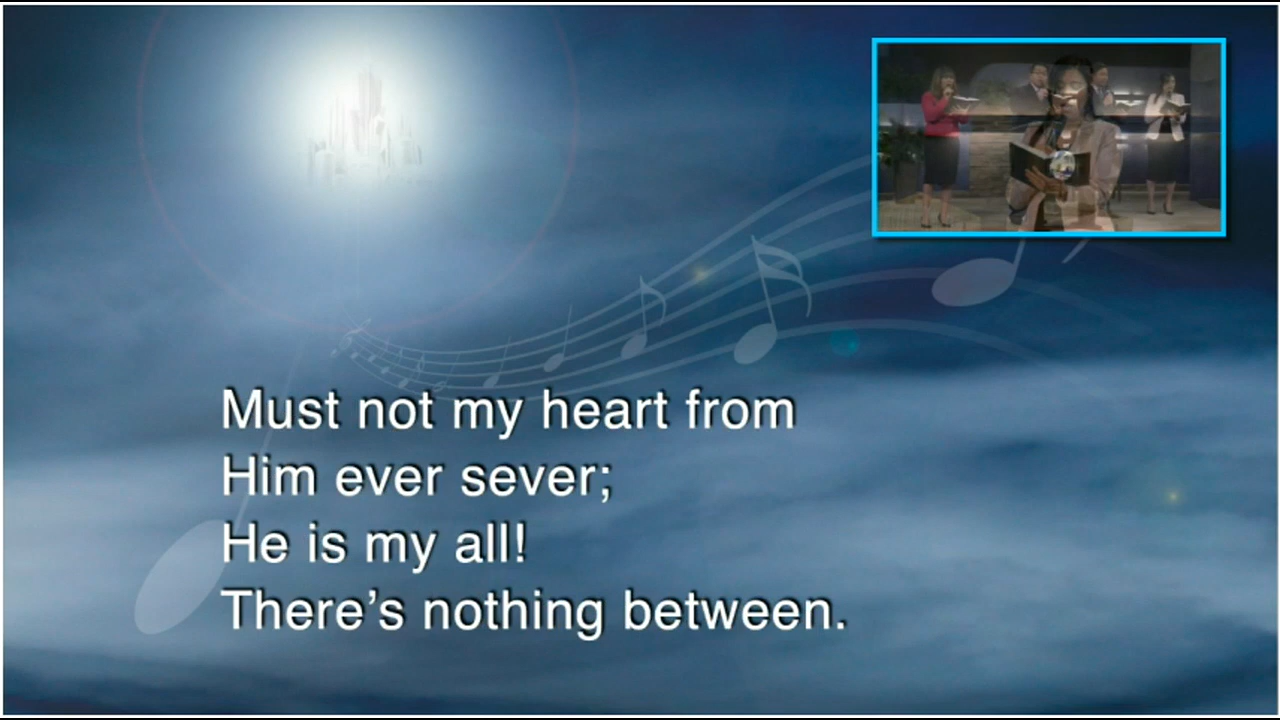 Must not my heart from
Him ever sever;
He is my all!
There’s nothing between.